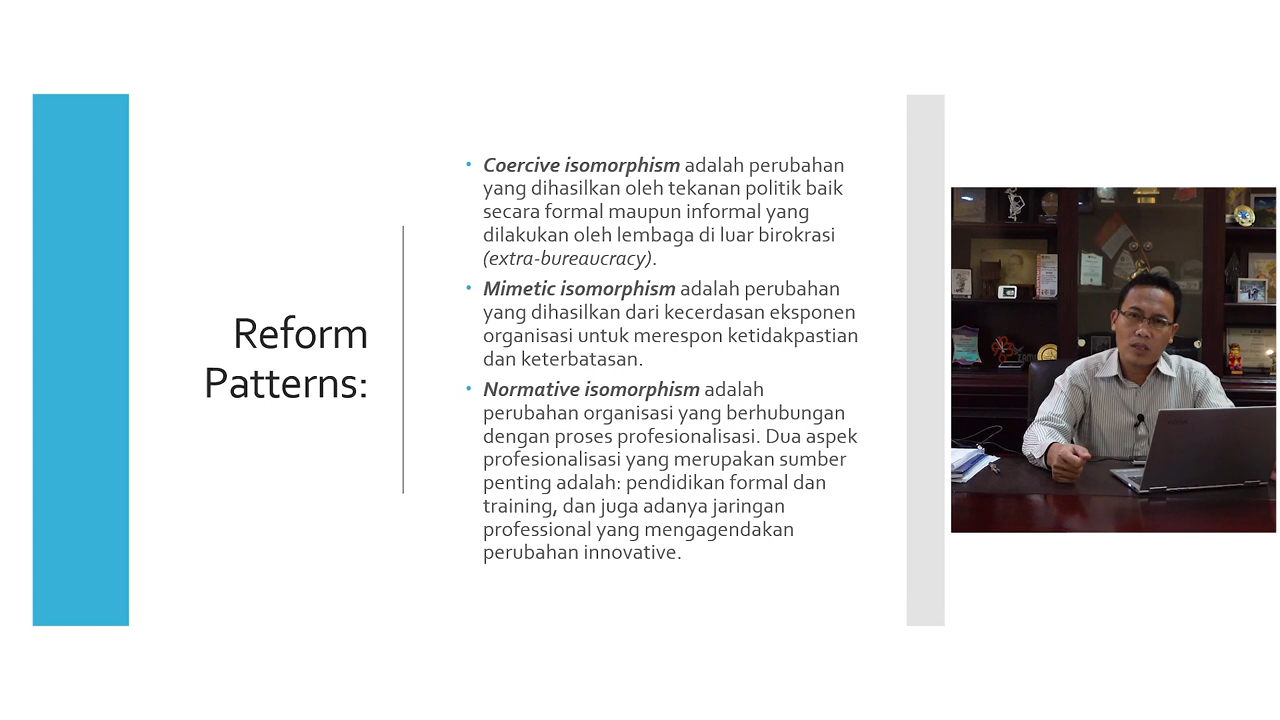 Reform
Patterns:
• Coercive isomorphism adalah perubahan
yang dihasilkan oleh tekanan politik baik
secara formal maupun informal yang
dilakukan oleh lembaga di luar birokrasi
(extra-bureaucracy).
• Mimetic isomorphism adalah perubahan
yang dihasilkan dari kecerdasan eksponen
organisasi untuk merespon ketidakpastian
dan keterbatasan.
• Normative isomorphism adalah
perubahan organisasi yang berhubungan
dengan proses profesionalisasi. Dua aspek
profesionalisasi yang merupakan sumber
penting adalah: pendidikan formal dan
training, dan juga adanya jaringan
professional yang mengagendakan
perubahan innovative.